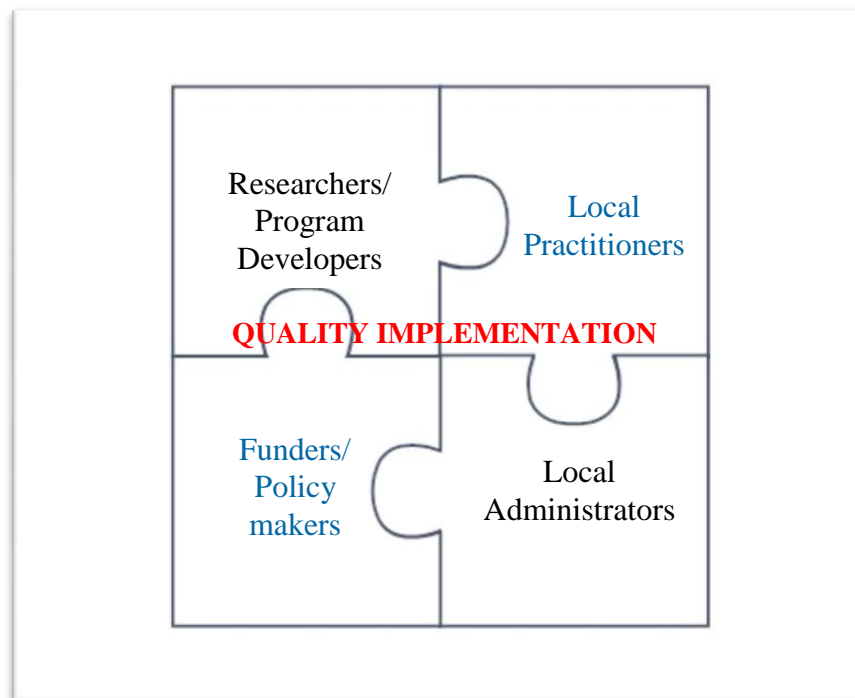 Researchers/
Program
Developers
Local
Practitioners
QUALITY IMPLEMENTATION
Funders/
Policy
makers
Local
Administrators